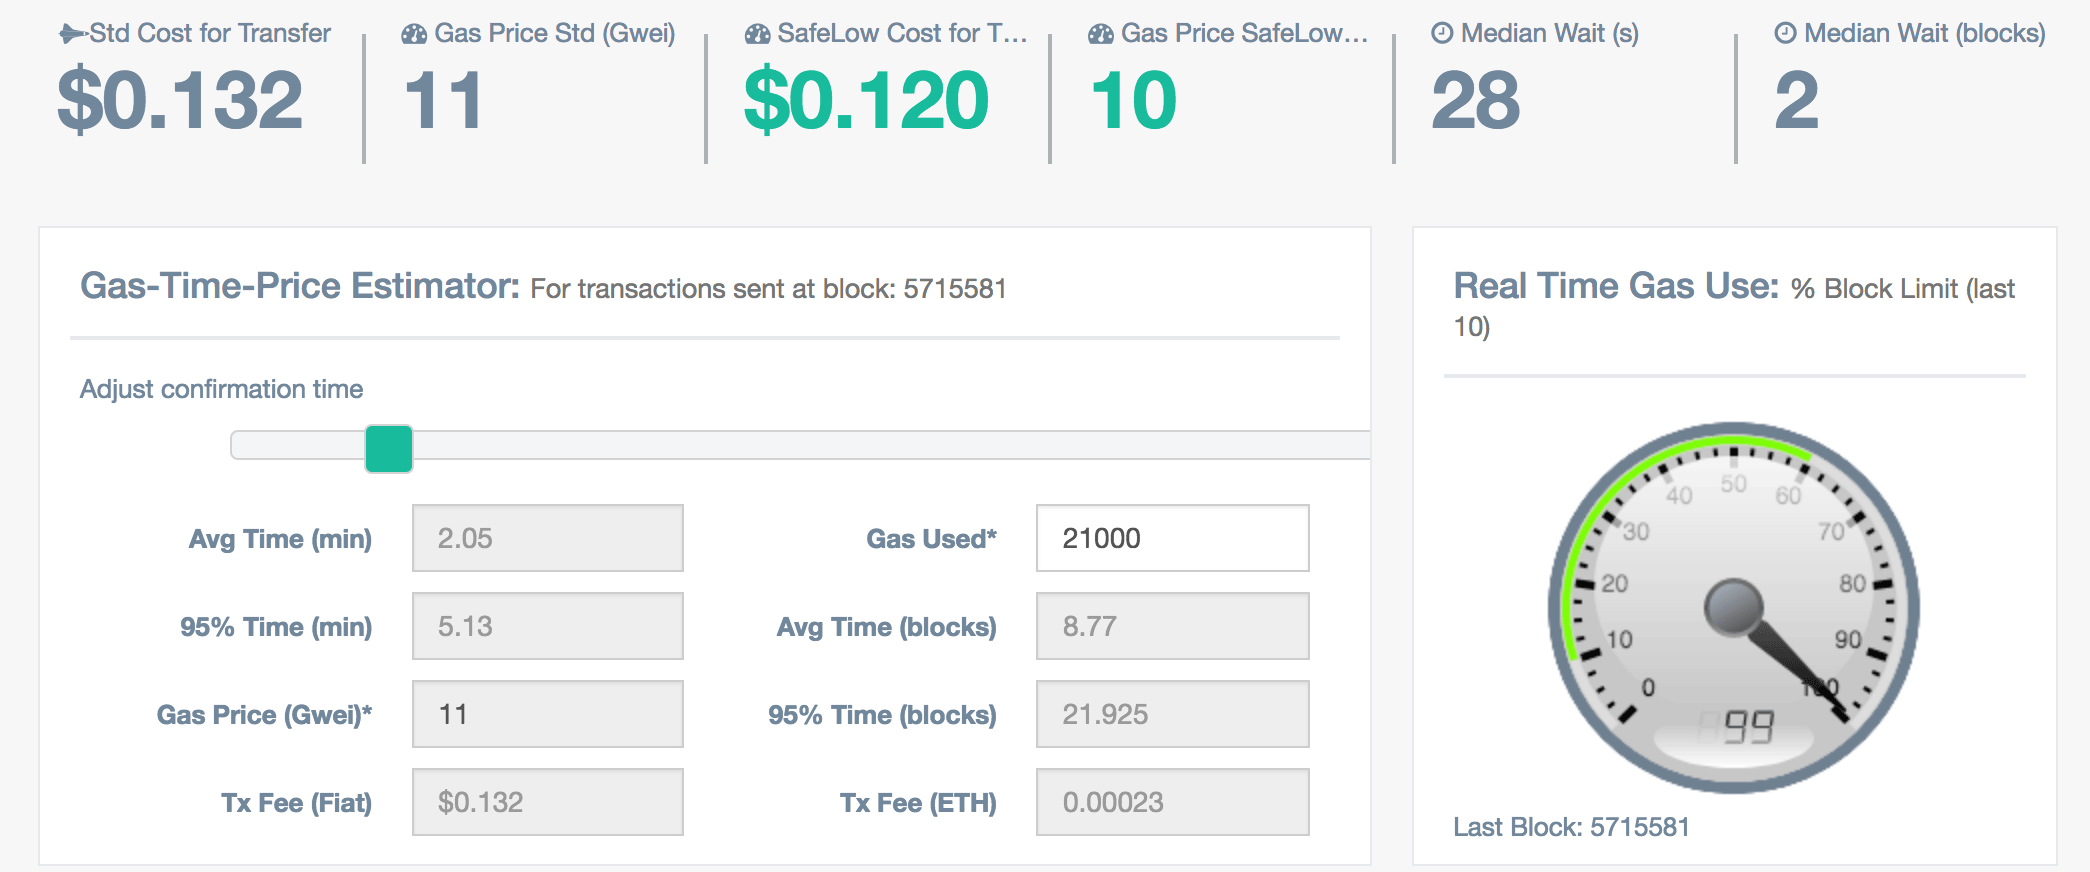 Std Cost for Transfer
$0.132
Gas Price Std (Gwei)
11
SafeLow Cost for T...
$0.120
Gas Price SafeLow...
10
Median Wait (s)
28
Median Wait (blocks)
2
Gas-Time-Price Estimator: For transactions sent at block: 5715581
Adjust confirmation time
Avg Time (min) 2.05
Gas Used* 21000
95% Time (min) 5.13
Avg Time (blocks) 8.77
Gas Price (Gwei)* 11
95% Time (blocks) 21.925
Tx Fee (Fiat) $0.132
Tx Fee (ETH) 0.00023
Real Time Gas Use: % Block Limit (last
10)
0
10
20
30
40
50
60
70
80
90
100
99
Last Block: 5715581